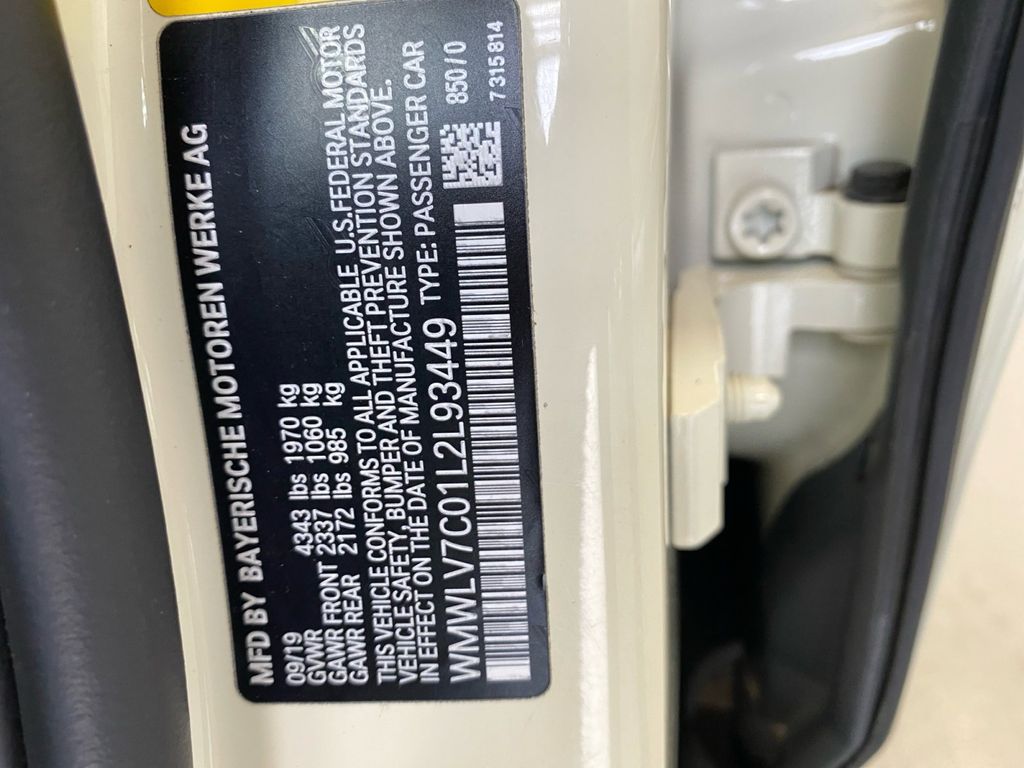 MFD BY BAYERISCHE MOTOREN WERKE AG
09/19
GVWR 4343 lbs 1970 kg
GAWR FRONT 2337 lbs 1060 kg
GAWR REAR 2172 lbs 985 kg
THIS VEHICLE CONFORMS TO ALL APPLICABLE U.S.FEDERAL MOTOR
VEHICLE SAFETY, BUMPER AND THEFT PREVENTION STANDARDS
IN EFFECT ON THE DATE OF MANUFACTURE SHOWN ABOVE.
WMWLV7C01L2L93449 TYPE: PASSENGER CAR
850 / 0
7 315 814